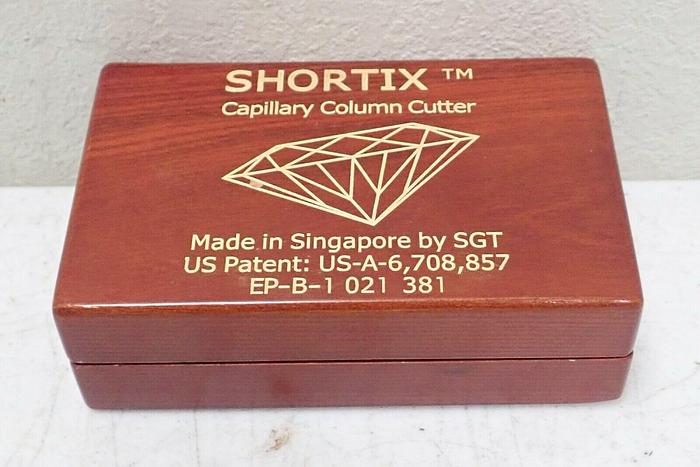 SHORTIX ™
Capillary Column Cutter
Made in Singapore by SGT
US Patent: US-A-6,708,857
EP-B-1 021 381